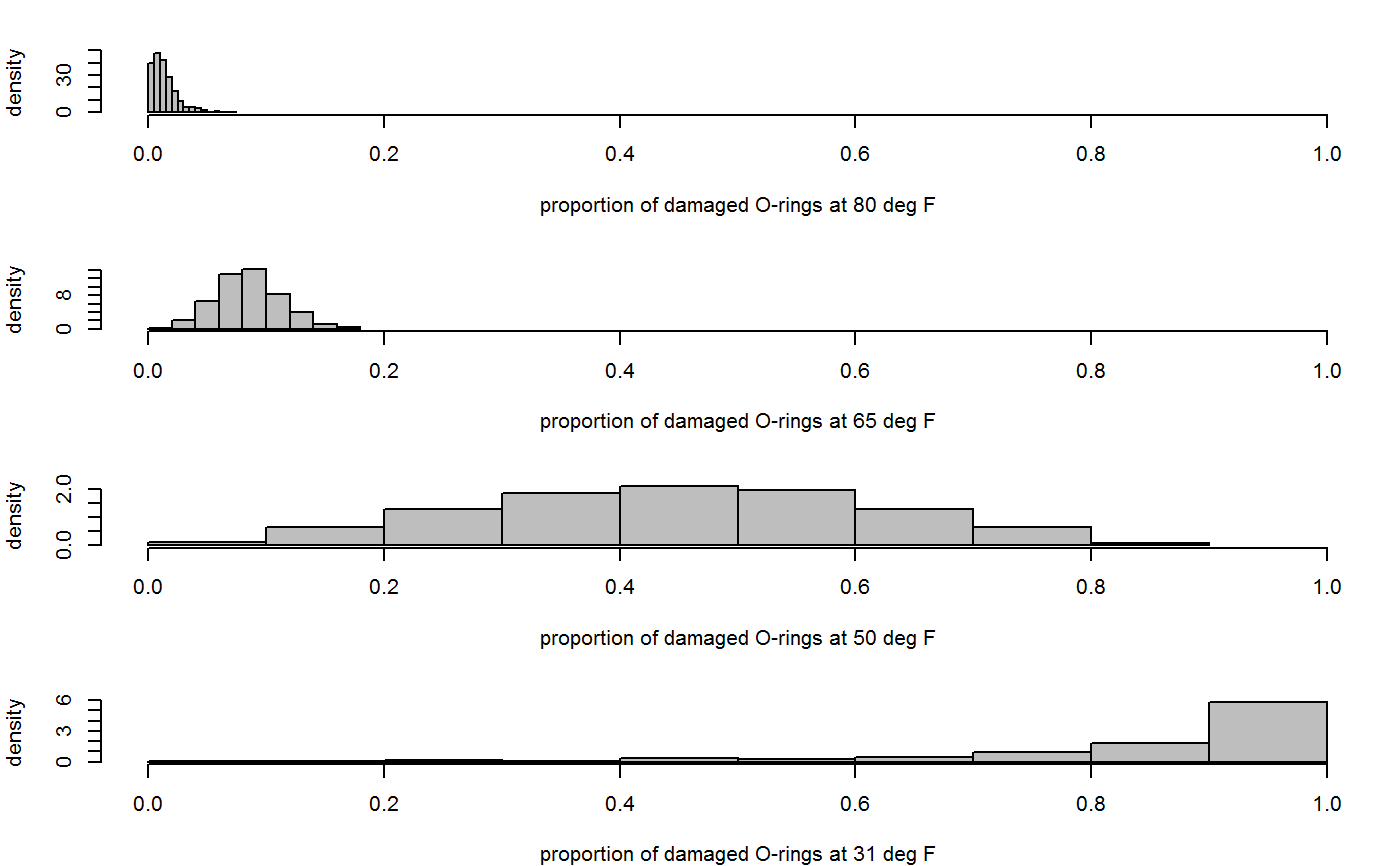 density
30
0
0.0 0.2 0.4 0.6 0.8 1.0
proportion of damaged O-rings at 80 deg F
density
8
0
0.0 0.2 0.4 0.6 0.8 1.0
proportion of damaged O-rings at 65 deg F
density
2.0
0.0
0.0 0.2 0.4 0.6 0.8 1.0
proportion of damaged O-rings at 50 deg F
density
6
3
0
0.0 0.2 0.4 0.6 0.8 1.0
proportion of damaged O-rings at 31 deg F